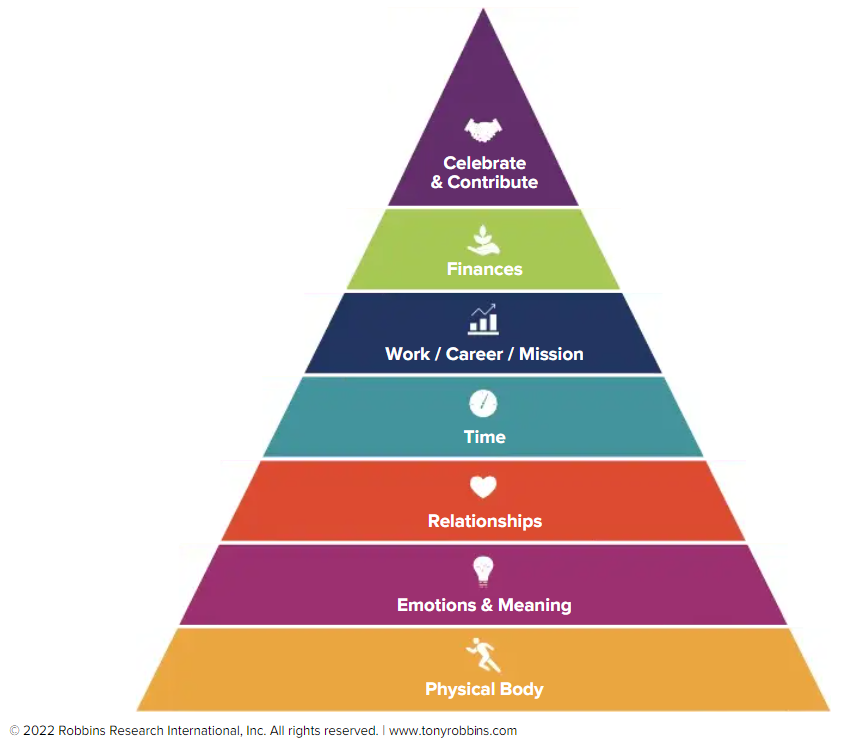 Celebrate
& Contribute
Finances
Work / Career / Mission
Time
Relationships
Emotions & Meaning
Physical Body
© 2022 Robbins Research International, Inc. All rights reserved. | www.tonyrobbins.com